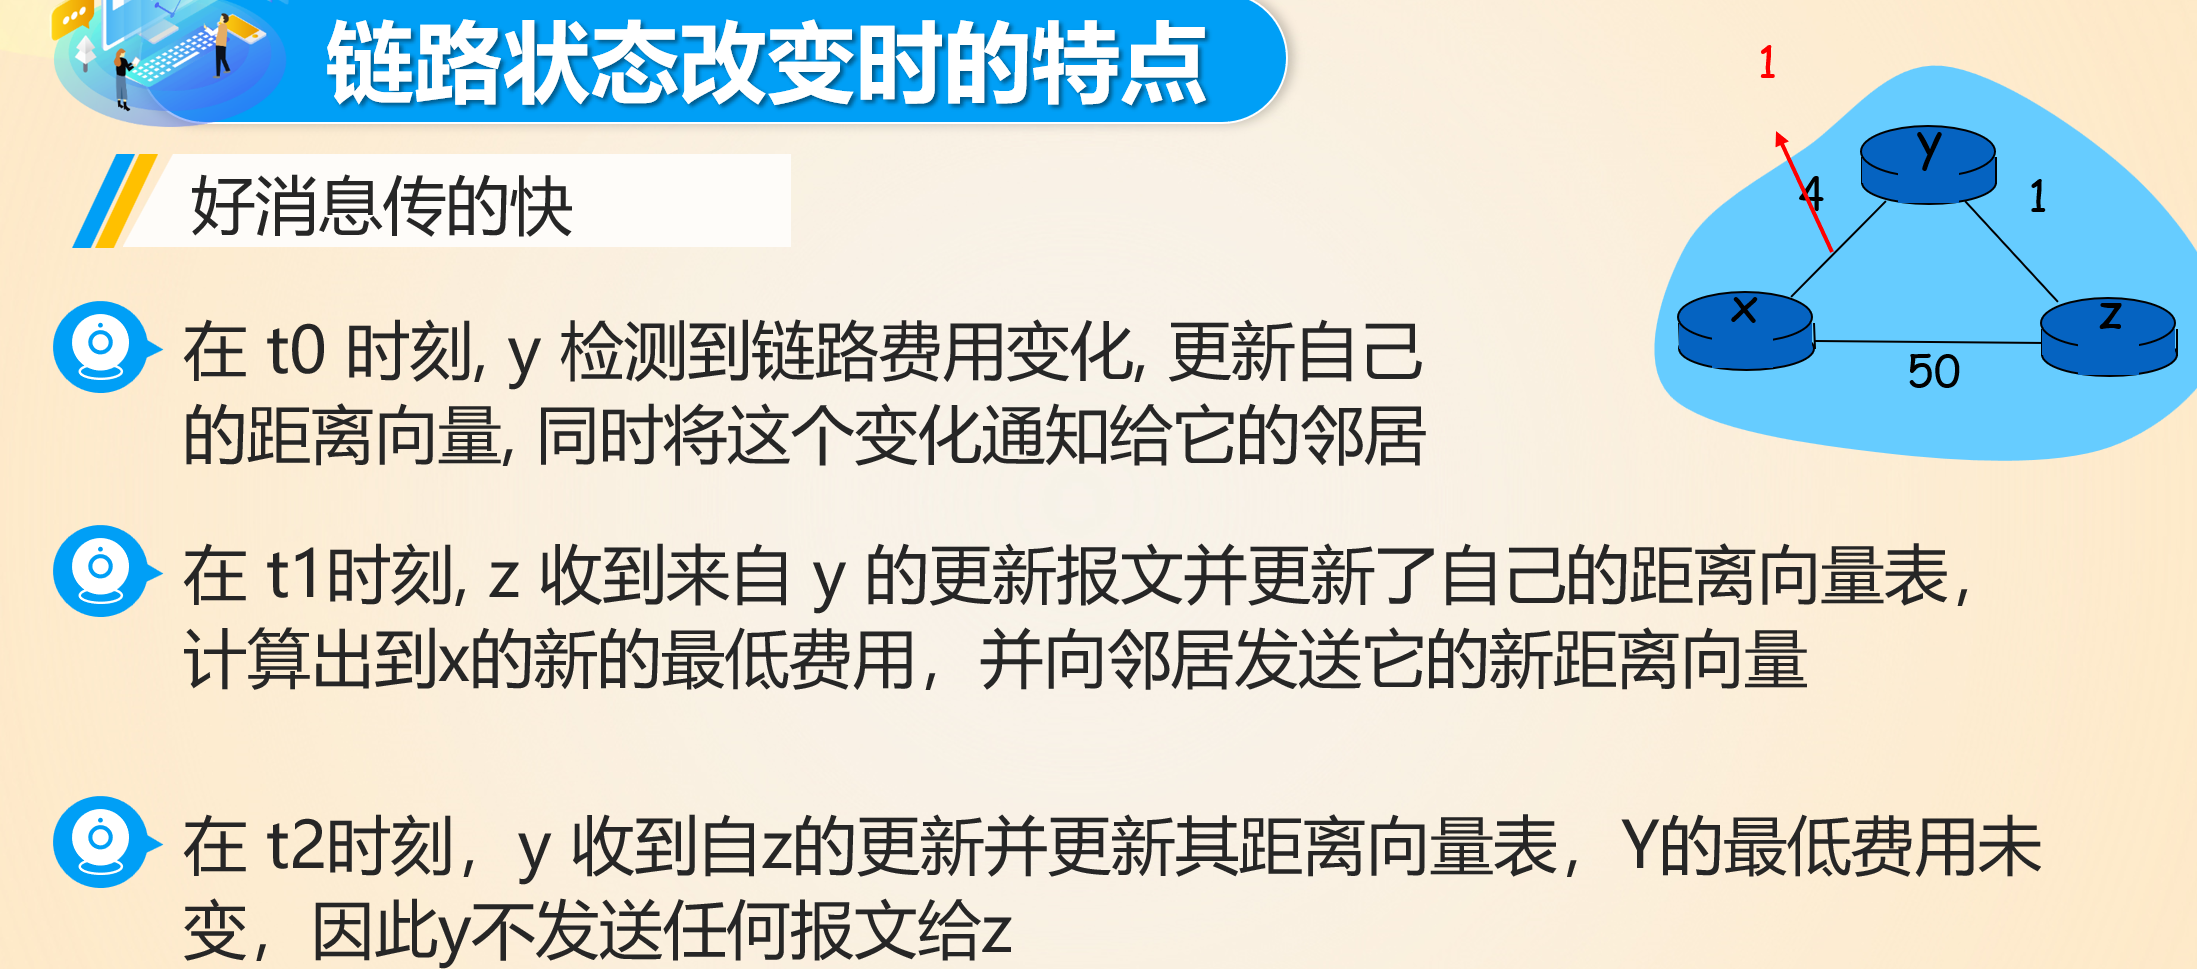 链路状态改变时的特点
好消息传的快
在 t0 时刻, y 检测到链路费用变化, 更新自己
的距离向量, 同时将这个变化通知给它的邻居
在 t1时刻, z 收到来自 y 的更新报文并更新了自己的距离向量表，
计算出到x的新的最低费用，并向邻居发送它的新距离向量
在 t2时刻，y 收到自z的更新并更新其距离向量表，Y的最低费用未
变，因此y不发送任何报文给z
1
y
4
1
x
z
50